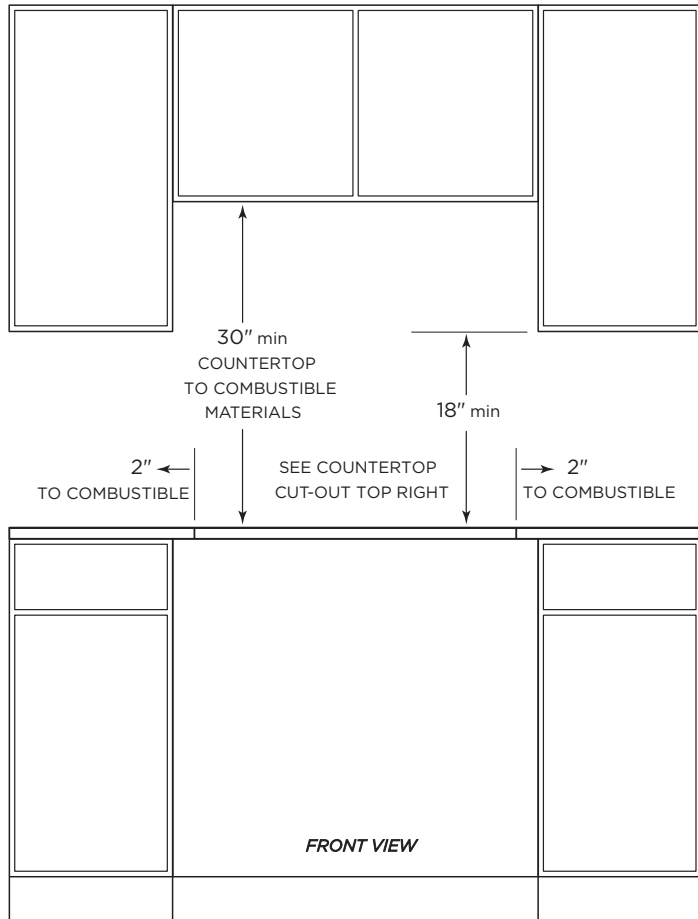 30" min
COUNTERTOP
TO COMBUSTIBLE
MATERIALS
18" min
2"
TO COMBUSTIBLE
SEE COUNTERTOP
CUT-OUT TOP RIGHT
2"
TO COMBUSTIBLE
FRONT VIEW